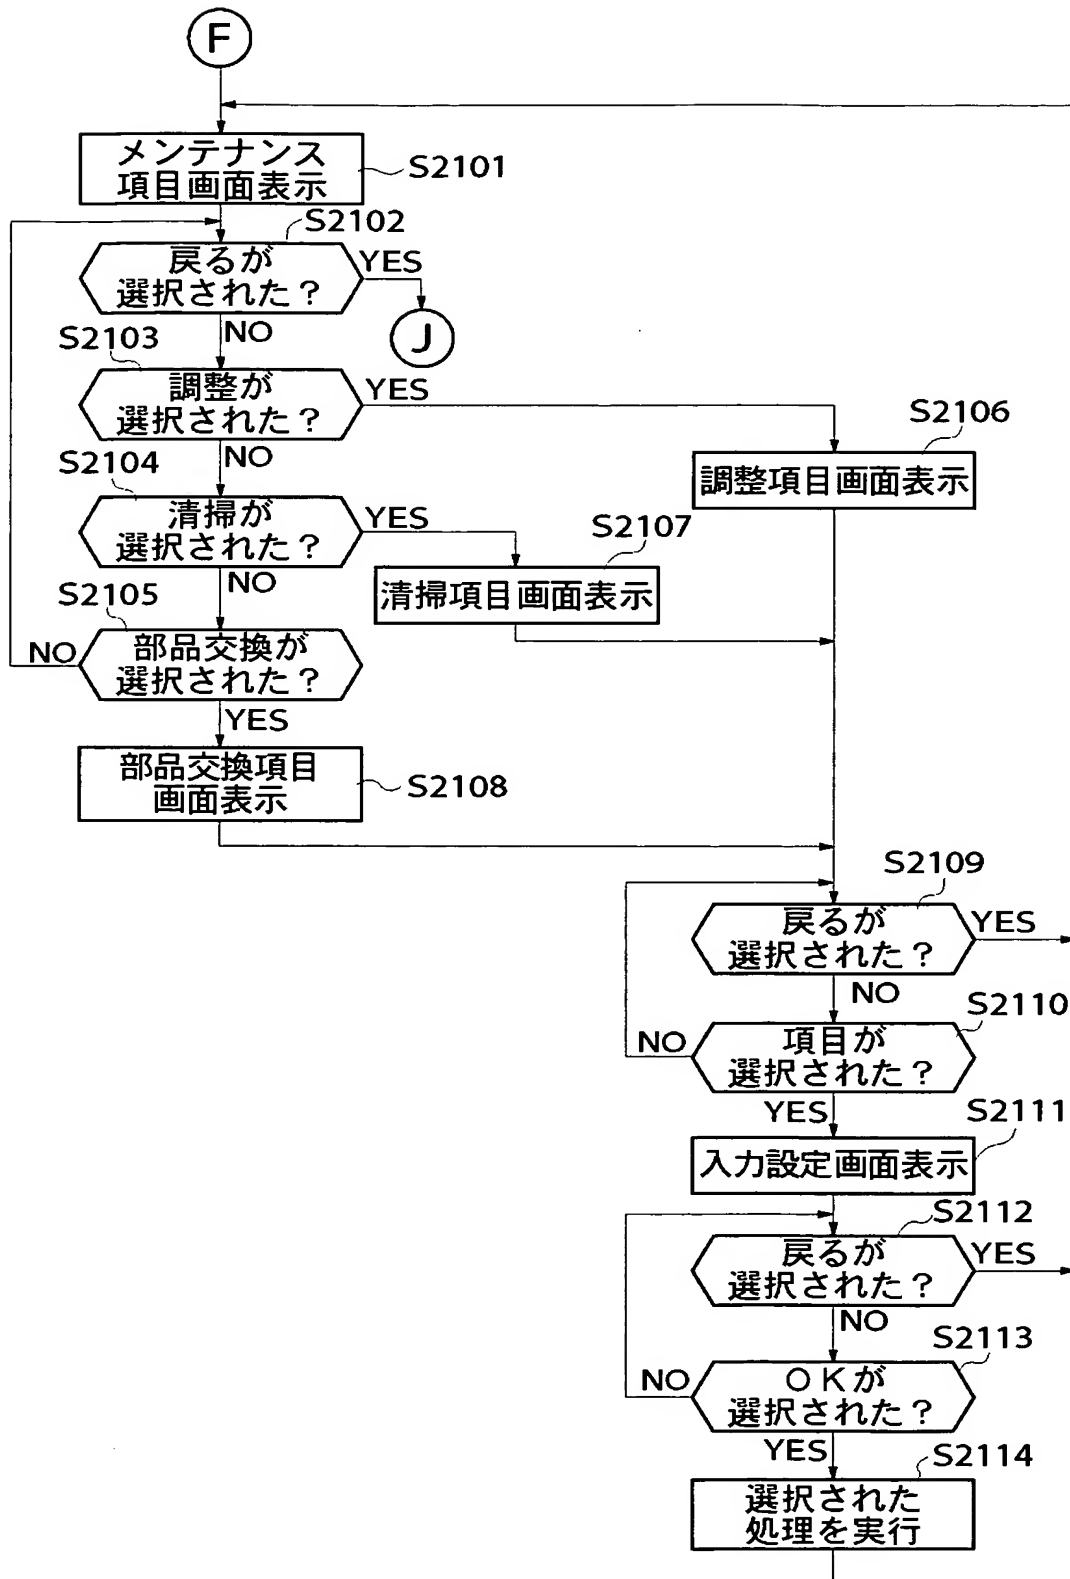 F
メンテナンス
項目画面表示
S2101
S2102
戻るが
選択された？
YES
NO
J
S2103
調整が
選択された？
YES
NO
S2106
調整項目画面表示
S2104
清掃が
選択された？
YES
NO
S2107
清掃項目画面表示
S2105
部品交換が
選択された？
NO
YES
部品交換項目
画面表示
S2108
S2109
戻るが
選択された？
YES
NO
S2110
項目が
選択された？
NO
YES
S2111
入力設定画面表示
S2112
戻るが
選択された？
YES
NO
S2113
ＯＫが
選択された？
NO
YES
S2114
選択された
処理を実行